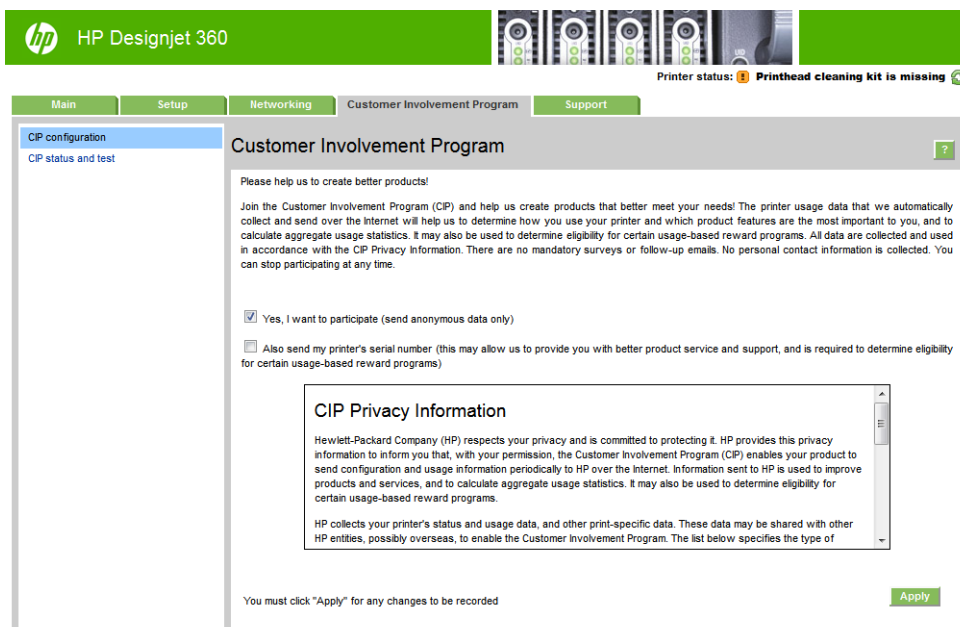 hp HP Designjet 360
UID
Printer status: Printhead cleaning kit is missing
Main Setup Networking Customer Involvement Program Support
CIP configuration
CIP status and test
Customer Involvement Program
?
Please help us to create better products!
Join the Customer Involvement Program (CIP) and help us create products that better meet your needs! The printer usage data that we automatically
collect and send over the Internet will help us to determine how you use your printer and which product features are the most important to you, and to
calculate aggregate usage statistics. It may also be used to determine eligibility for certain usage-based reward programs. All data are collected and used
in accordance with the CIP Privacy Information. There are no mandatory surveys or follow-up emails. No personal contact information is collected. You
can stop participating at any time.
Yes, I want to participate (send anonymous data only)
Also send my printer's serial number (this may allow us to provide you with better product service and support, and is required to determine eligibility
for certain usage-based reward programs)
CIP Privacy Information
Hewlett-Packard Company (HP) respects your privacy and is committed to protecting it. HP provides this privacy
information to inform you that, with your permission, the Customer Involvement Program (CIP) enables your product to
send configuration and usage information periodically to HP over the Internet. Information sent to HP is used to improve
products and services, and to calculate aggregate usage statistics. It may also be used to determine eligibility for
certain usage-based reward programs.
HP collects your printer's status and usage data, and other print-specific data. These data may be shared with other
HP entities, possibly overseas, to enable the Customer Involvement Program. The list below specifies the type of
You must click "Apply" for any changes to be recorded
Apply